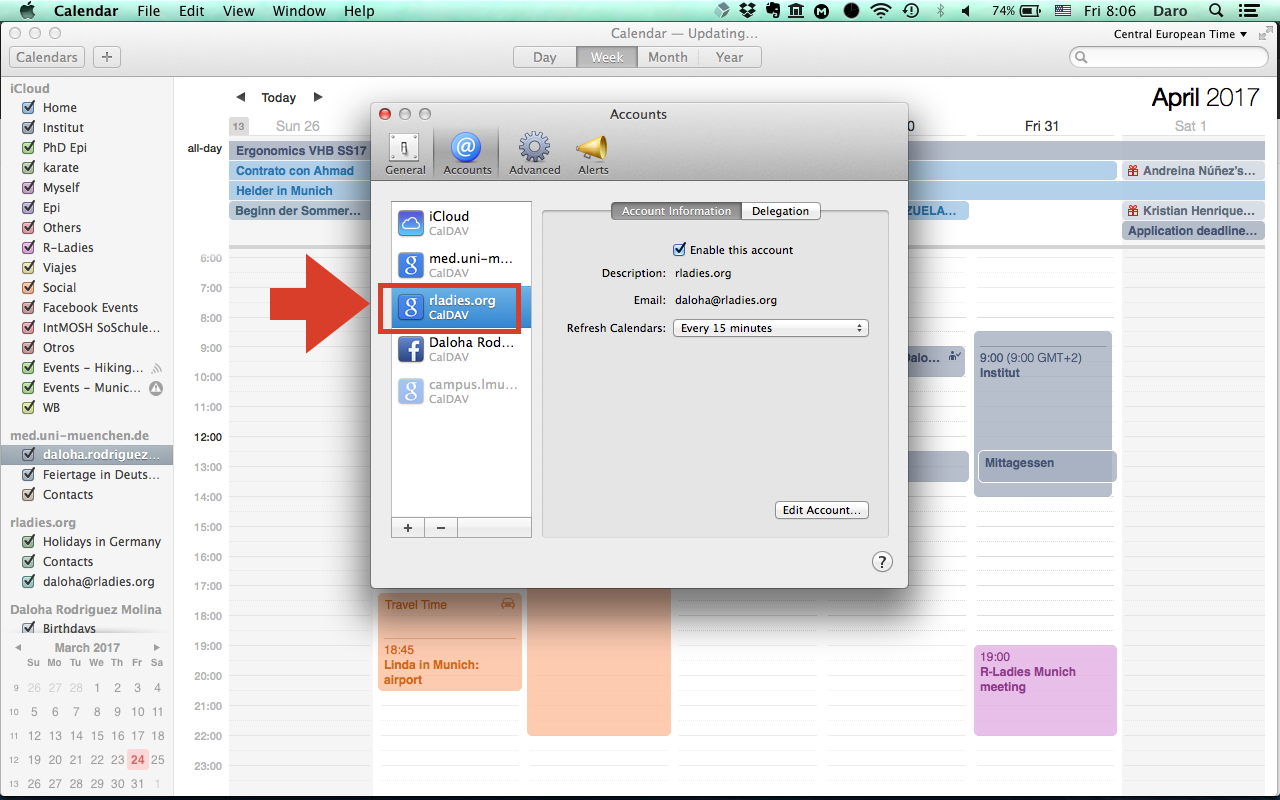 Calendar File Edit View Window Help 74% Fri 8:06 Daro
Calendar — Updating...
Central European Time
Calendars + Day Week Month Year
iCloud
Home
Institut
PhD Epi
karate
Myself
Epi
Others
R-Ladies
Viajes
Social
Facebook Events
IntMOSH SoSchule...
Otros
Events – Hiking...
Events – Munic...
WB
med.uni-muenchen.de
daloha.rodriguez...
Feiertage in Deuts...
Contacts
rladies.org
Holidays in Germany
Contacts
daloha@rladies.org
Daloha Rodriguez Molina
Birthdays
March 2017
Su Mo Tu We Th Fr Sa
9 26 27 28 1 2 3 4
10 5 6 7 8 9 10 11
11 12 13 14 15 16 17 18
12 19 20 21 22 23 24 25
13 26 27 28 29 30 31 1
Today
April 2017
13 Sun 26
0
Fri 31
Sat 1
all-day
Ergonomics VHB SS17
Contrato con Ahmad
Helder in Munich
Beginn der Sommer...
ZUELA...
Andreina Núñez's...
Kristian Henrique...
Application deadline...
6:00
7:00
8:00
9:00
10:00
11:00
12:00
13:00
14:00
15:00
16:00
17:00
18:00
19:00
20:00
21:00
22:00
23:00
Dalo...
9:00 (9:00 GMT+2)
Institut
Mittagessen
Travel Time
18:45
Linda in Munich:
airport
19:00
R-Ladies Munich
meeting
Accounts
General Accounts Advanced Alerts
iCloud
CalDAV
med.uni-m...
CalDAV
rladies.org
CalDAV
Daloha Rod...
CalDAV
campus.lmu...
CalDAV
+ −
Account Information Delegation
Enable this account
Description: rladies.org
Email: daloha@rladies.org
Refresh Calendars: Every 15 minutes
Edit Account...
?